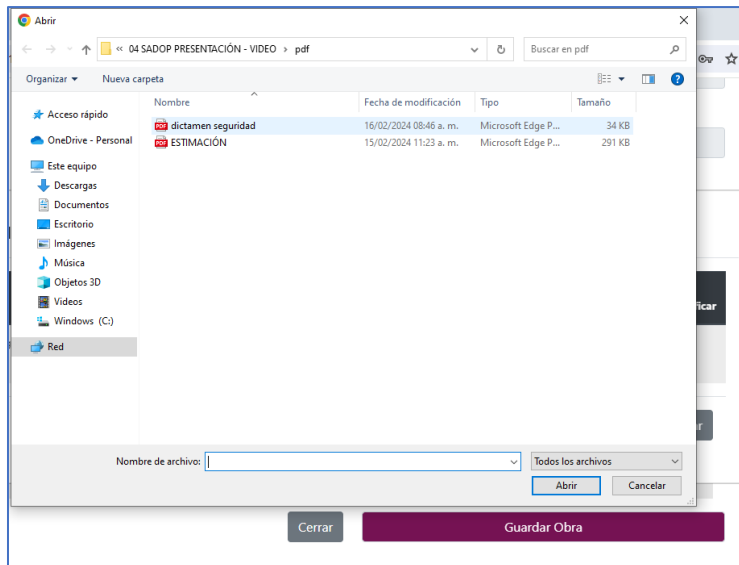 Abrir
04 SADOP PRESENTACIÓN - VIDEO > pdf
Buscar en pdf
Organizar
Nueva carpeta
Nombre
Fecha de modificación
Tipo
Tamaño
Acceso rápido
OneDrive - Personal
Este equipo
Descargas
Documentos
Escritorio
Imágenes
Música
Objetos 3D
Videos
Windows (C:)
Red
PDF dictamen seguridad 16/02/2024 08:46 a. m. Microsoft Edge P... 34 KB
PDF ESTIMACIÓN 15/02/2024 11:23 a. m. Microsoft Edge P... 291 KB
ficar
Nombre de archivo:
Todos los archivos
Abrir
Cancelar
Cerrar
Guardar Obra